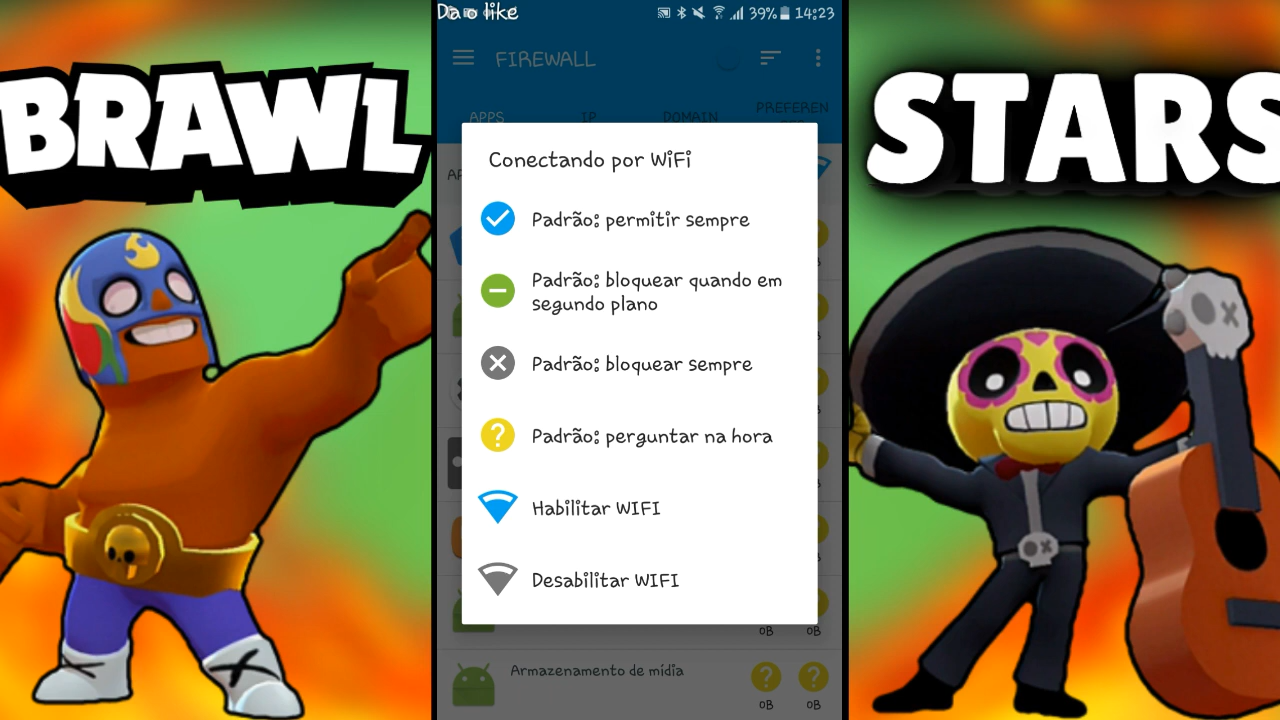 BRAWL
STARS
Da o like
39% 14:23
FIREWALL
APPS IP DOMAIN PREFEREN
Conectando por WiFi
Padrão: permitir sempre
Padrão: bloquear quando em
segundo plano
Padrão: bloquear sempre
Padrão: perguntar na hora
Habilitar WIFI
Desabilitar WIFI
0B 0B
Armazenamento de mídia
0B 0B